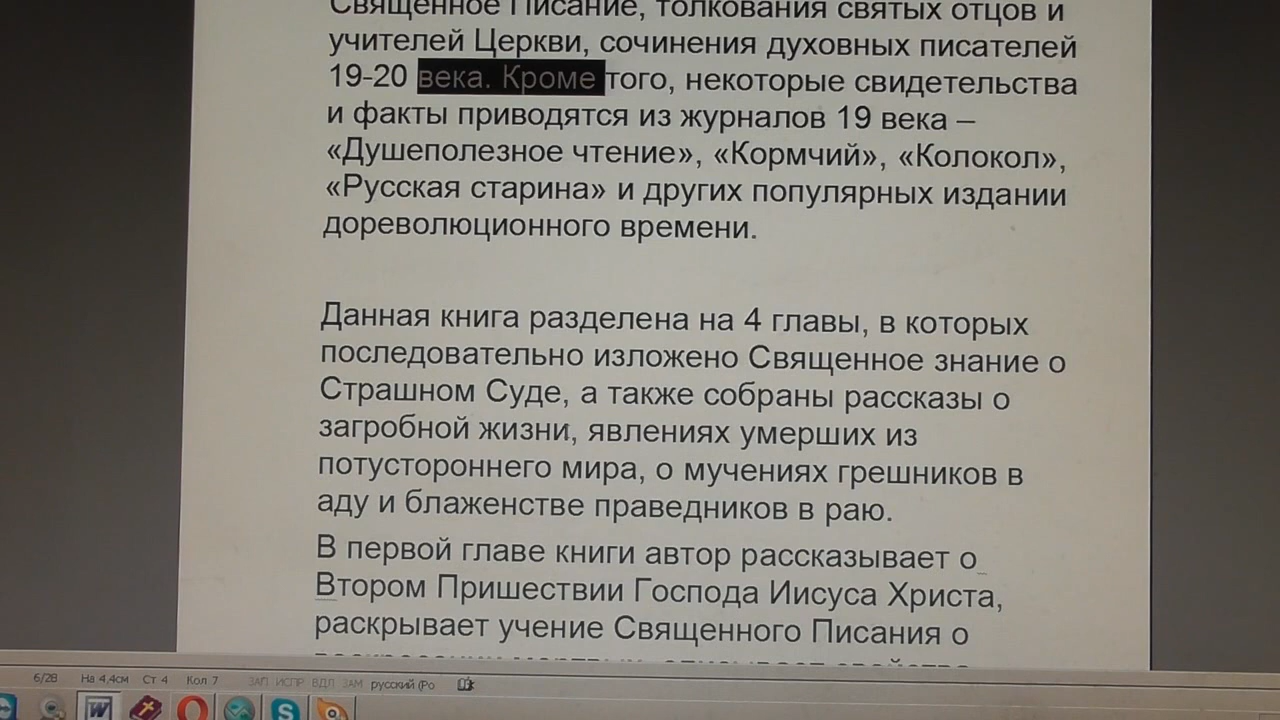 Священное Писание, толкования святых отцов и
учителей Церкви, сочинения духовных писателей
19-20 века. Кроме того, некоторые свидетельства
и факты приводятся из журналов 19 века –
«Душеполезное чтение», «Кормчий», «Колокол»,
«Русская старина» и других популярных издании
дореволюционного времени.
Данная книга разделена на 4 главы, в которых
последовательно изложено Священное знание о
Страшном Суде, а также собраны рассказы о
загробной жизни, явлениях умерших из
потустороннего мира, о мучениях грешников в
аду и блаженстве праведников в раю.
В первой главе книги автор рассказывает о
Втором Пришествии Господа Иисуса Христа,
раскрывает учение Священного Писания о
6/28 На 4,4см Ст 4 Кол 7 ЗАП ИСПР ВДЛ ЗАМ русский (Ро